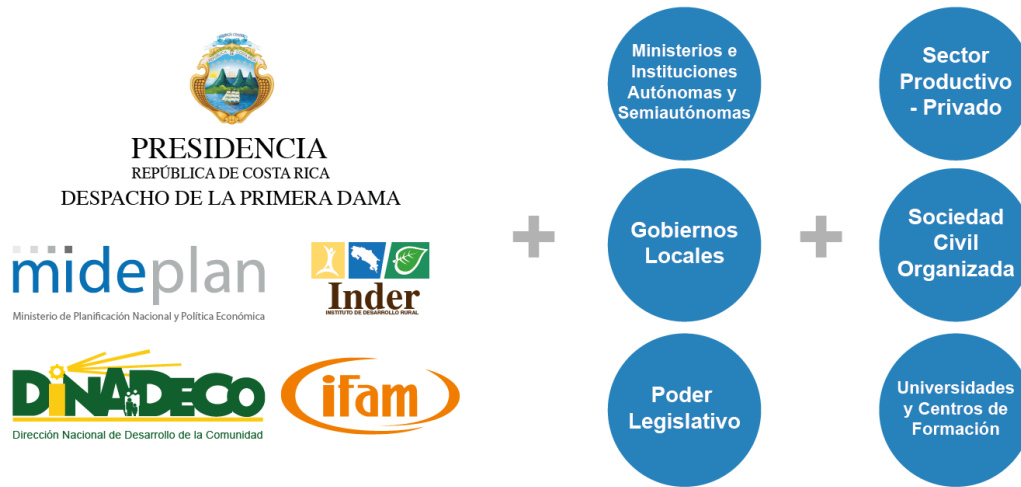 PRESIDENCIA
REPÚBLICA DE COSTA RICA
DESPACHO DE LA PRIMERA DAMA
mideplan
Ministerio de Planificación Nacional y Política Económica
Inder
INSTITUTO DE DESARROLLO RURAL
DINADECO
Dirección Nacional de Desarrollo de la Comunidad
ifam
+
Ministerios e
Instituciones
Autónomas y
Semiautónomas
Gobiernos
Locales
Poder
Legislativo
+
Sector
Productivo
- Privado
Sociedad
Civil
Organizada
Universidades
y Centros de
Formación